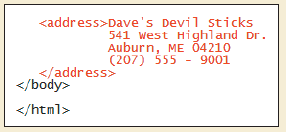 <address>Dave's Devil Sticks
541 West Highland Dr.
Auburn, ME 04210
(207) 555 - 9001
</address>
</body>
</html>